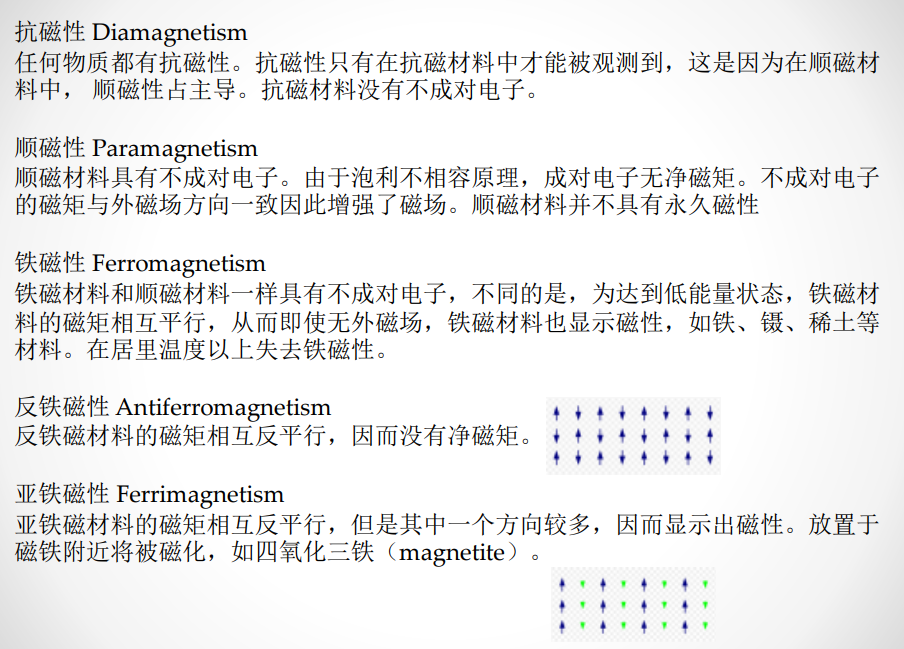 抗磁性 Diamagnetism
任何物质都有抗磁性。抗磁性只有在抗磁材料中才能被观测到，这是因为在顺磁材
料中， 顺磁性占主导。抗磁材料没有不成对电子。
顺磁性 Paramagnetism
顺磁材料具有不成对电子。由于泡利不相容原理，成对电子无净磁矩。不成对电子
的磁矩与外磁场方向一致因此增强了磁场。顺磁材料并不具有永久磁性
铁磁性 Ferromagnetism
铁磁材料和顺磁材料一样具有不成对电子，不同的是，为达到低能量状态，铁磁材
料的磁矩相互平行，从而即使无外磁场，铁磁材料也显示磁性，如铁、镊、稀土等
材料。在居里温度以上失去铁磁性。
反铁磁性 Antiferromagnetism
反铁磁材料的磁矩相互反平行，因而没有净磁矩。
亚铁磁性 Ferrimagnetism
亚铁磁材料的磁矩相互反平行，但是其中一个方向较多，因而显示出磁性。放置于
磁铁附近将被磁化，如四氧化三铁（magnetite）。